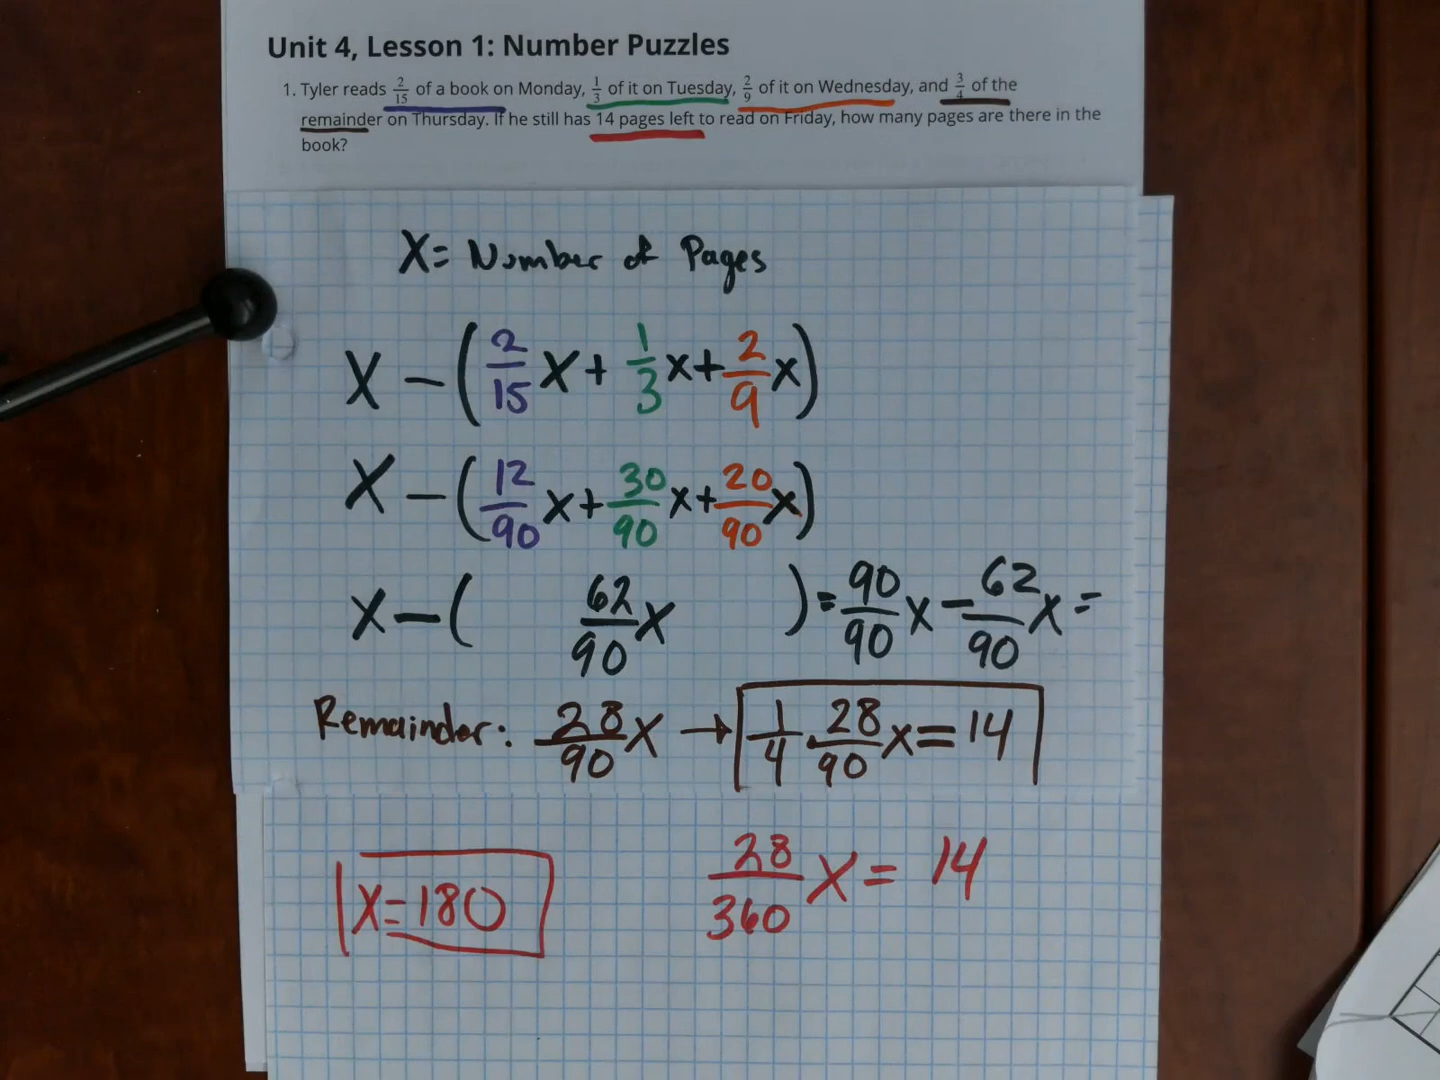 Unit 4, Lesson 1: Number Puzzles
1. Tyler reads 2/15 of a book on Monday, 1/3 of it on Tuesday, 2/9 of it on Wednesday, and 3/4 of the
remainder on Thursday. If he still has 14 pages left to read on Friday, how many pages are there in the
book?
X = Number of Pages
X - (2/15 X + 1/3 x + 2/9 x)
X - (12/90 x + 30/90 x + 20/90 x)
x - ( 62/90 x ) = 90/90 x - 62/90 x =
Remainder: 28/90 x → 1/4 · 28/90 x = 14
X = 180
28/360 X = 14